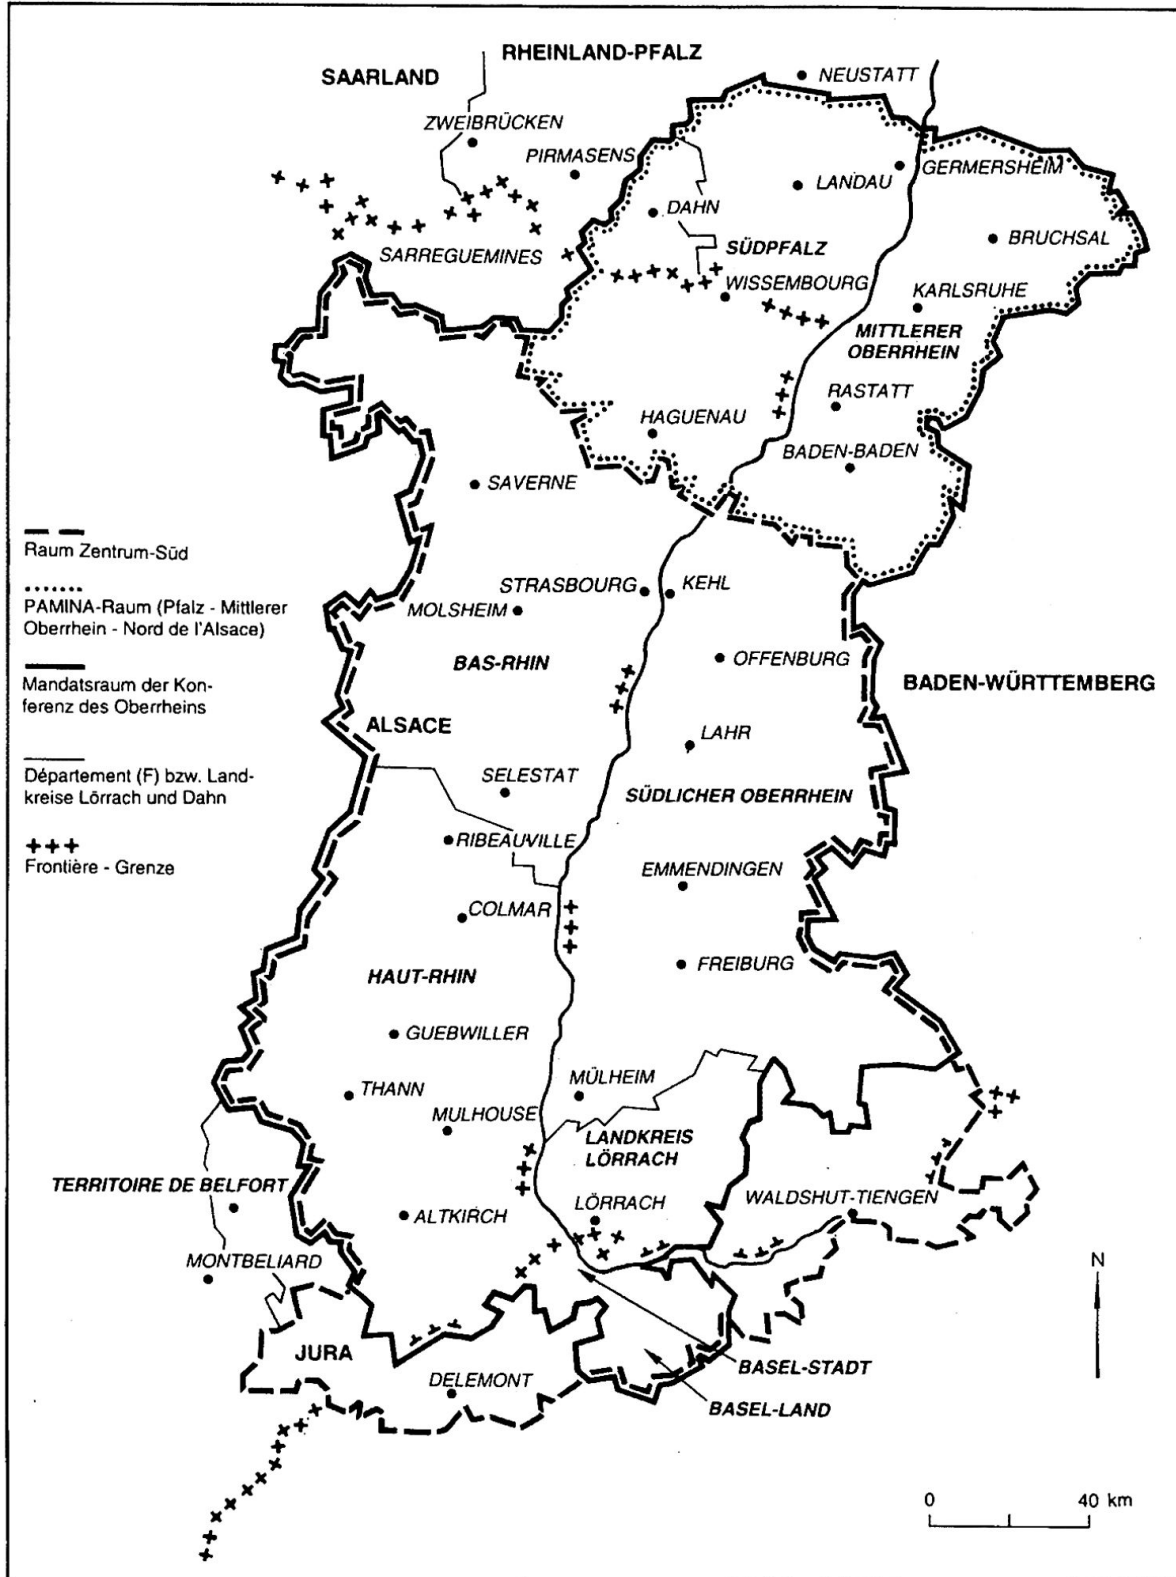 RHEINLAND-PFALZ
SAARLAND
NEUSTATT
ZWEIBRÜCKEN
PIRMASENS
GERMERSHEIM
LANDAU
DAHN
BRUCHSAL
SÜDPFALZ
SARREGUEMINES
WISSEMBOURG
KARLSRUHE
MITTLERER
OBERRHEIN
RASTATT
HAGUENAU
BADEN-BADEN
SAVERNE
Raum Zentrum-Süd
PAMINA-Raum (Pfalz - Mittlerer
Oberrhein - Nord de l'Alsace)
Mandatsraum der Kon-
ferenz des Oberrheins
Département (F) bzw. Land-
kreise Lörrach und Dahn
Frontière - Grenze
STRASBOURG
KEHL
MOLSHEIM
BAS-RHIN
OFFENBURG
BADEN-WÜRTTEMBERG
ALSACE
LAHR
SELESTAT
SÜDLICHER OBERRHEIN
RIBEAUVILLE
EMMENDINGEN
COLMAR
FREIBURG
HAUT-RHIN
GUEBWILLER
THANN
MÜLHEIM
MULHOUSE
LANDKREIS
LÖRRACH
TERRITOIRE DE BELFORT
WALDSHUT-TIENGEN
LÖRRACH
ALTKIRCH
MONTBELIARD
N
JURA
BASEL-STADT
DELEMONT
BASEL-LAND
0 40 km